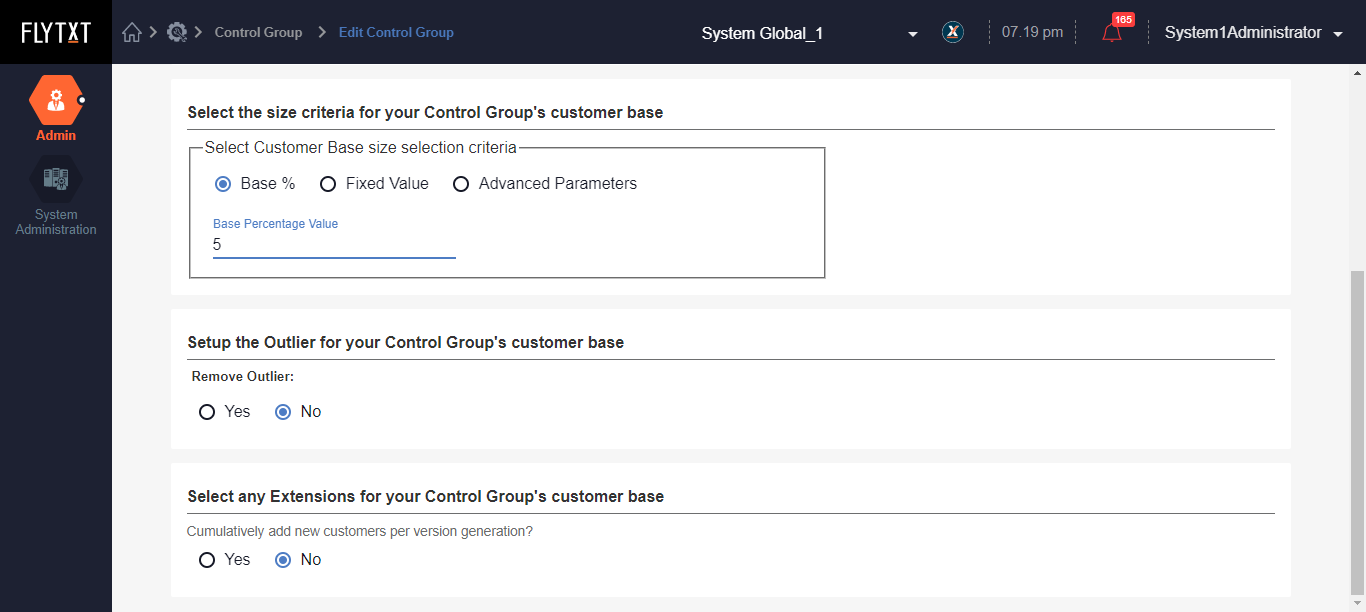 FLYTXT
Control Group
Edit Control Group
System Global_1
X
07.19 pm
165
System1Administrator
Admin
System
Administration
Select the size criteria for your Control Group's customer base
Select Customer Base size selection criteria
Base %
Fixed Value
Advanced Parameters
Base Percentage Value
5
Setup the Outlier for your Control Group's customer base
Remove Outlier:
Yes
No
Select any Extensions for your Control Group's customer base
Cumulatively add new customers per version generation?
Yes
No